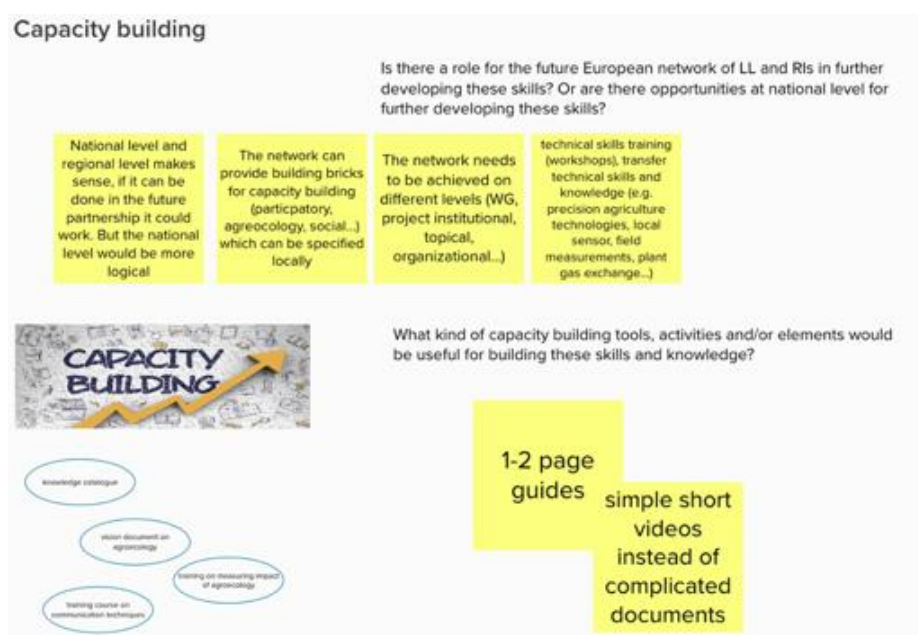 Capacity building
Is there a role for the future European network of LL and RIs in further
developing these skills? Or are there opportunities at national level for
further developing these skills?
National level and
regional level makes
sense, if it can be
done in the future
partnership it could
work. But the national
level would be more
logical
The network can
provide building bricks
for capacity building
(particpatory,
agreocology, social...)
which can be specified
locally
The network needs
to be achieved on
different levels (WG,
project institutional,
topical,
organizational...)
technical skills training
(workshops), transfer
technical skills and
knowledge (e.g.
precision agriculture
technologies, local
sensor, field
measurements, plant
gas exchange...)
CAPACITY
BUILDING
What kind of capacity building tools, activities and/or elements would
be useful for building these skills and knowledge?
1-2 page
guides
simple short
videos
instead of
complicated
documents
knowledge catalogue
vision document on
agroecology
training on measuring impact
of agroecology
training course on
communication techniques